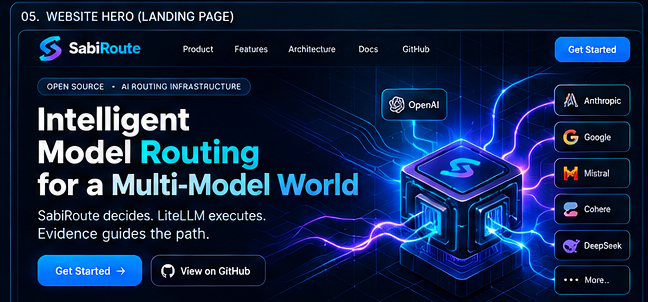 05. WEBSITE HERO (LANDING PAGE)
SabiRoute
Product Features Architecture Docs GitHub
Get Started
OPEN SOURCE • AI ROUTING INFRASTRUCTURE
Intelligent
Model Routing
for a Multi-Model World
SabiRoute decides. LiteLLM executes.
Evidence guides the path.
Get Started →
View on GitHub
OpenAI
Anthropic
Google
Mistral
Cohere
DeepSeek
More..